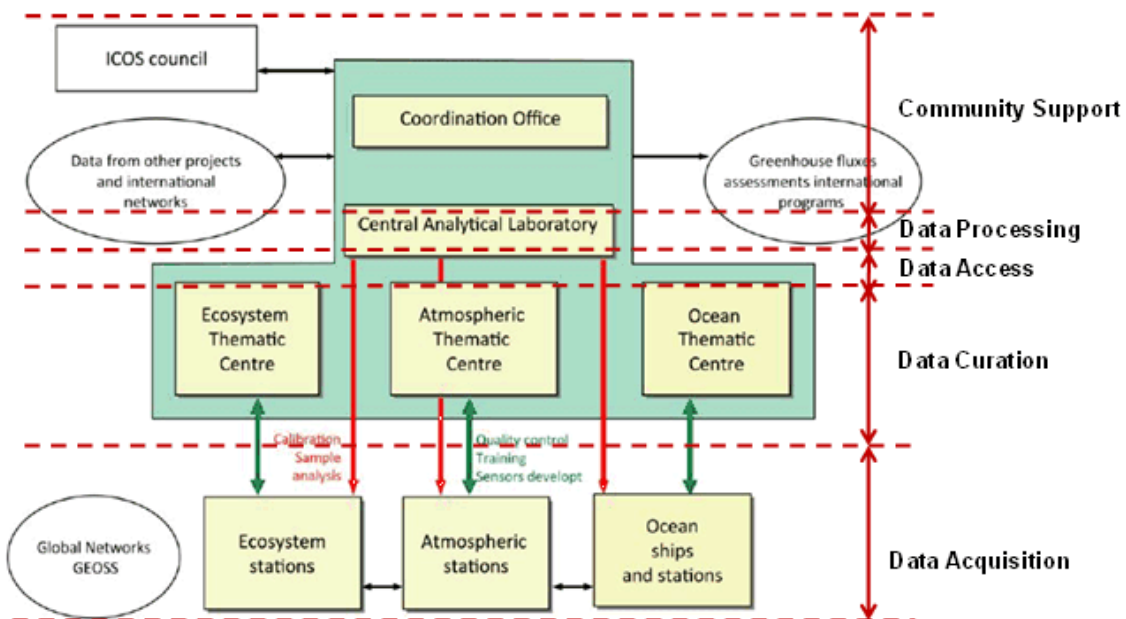 ICOS council
Coordination Office
Community Support
Data from other projects
and international
networks
Greenhouse fluxes
assessments international
programs
Central Analytical Laboratory
Data Processing
Data Access
Ecosystem
Thematic
Centre
Atmospheric
Thematic
Centre
Ocean
Thematic
Centre
Data Curation
Calibration
Sample
analysis
Quality control
Training
Sensors developt
Global Networks
GEOSS
Ecosystem
stations
Atmospheric
stations
Ocean
ships
and stations
Data Acquisition